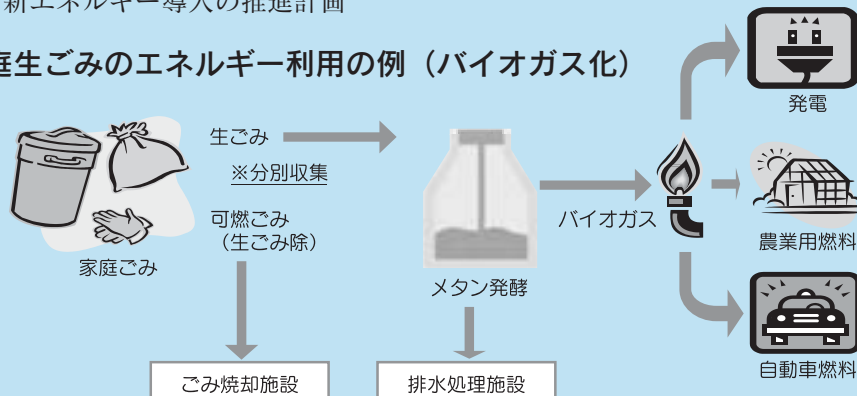 新エネルギー導入の推進計画
庭生ごみのエネルギー利用の例（バイオガス化）
生ごみ
※分別収集
可燃ごみ
（生ごみ除）
家庭ごみ
メタン発酵
バイオガス
発電
農業用燃料
自動車燃料
ごみ焼却施設
排水処理施設